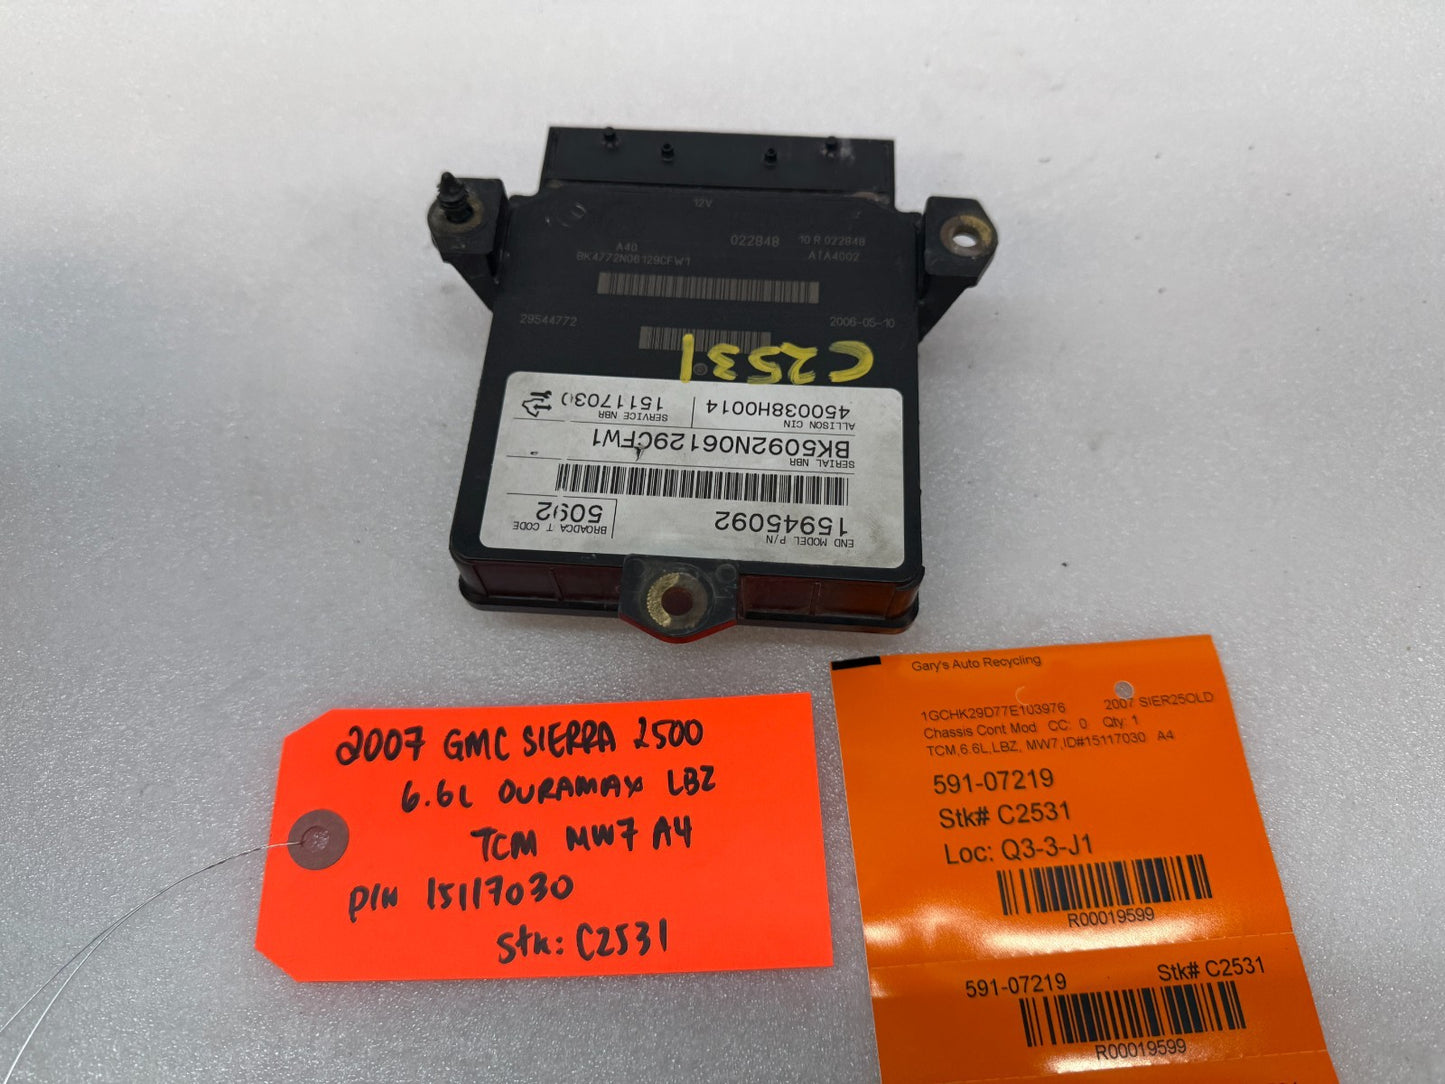 12V
A40
022848
10 R 022848
BK4772N06129CFW1
ATA4002
29544772
2006-05-10
C2531
END MODEL P/N
15945092
BROADCA T CODE
5092
SERIAL NBR
BK5092N06129CFW1
ALLISON CIN
450038H0014
SERVICE NBR
15117030
2007 GMC SIERRA 2500
6.6L DURAMAX LBZ
TCM MW7 A4
P/N 15117030
Stk: C2531
Gary's Auto Recycling
1GCHK29D77E103976 2007 SIER25OLD
Chassis Cont Mod CC: 0 Qty: 1
TCM,6.6L,LBZ, MW7,ID#15117030 A4
591-07219
Stk# C2531
Loc: Q3-3-J1
R00019599
591-07219 Stk# C2531
R00019599